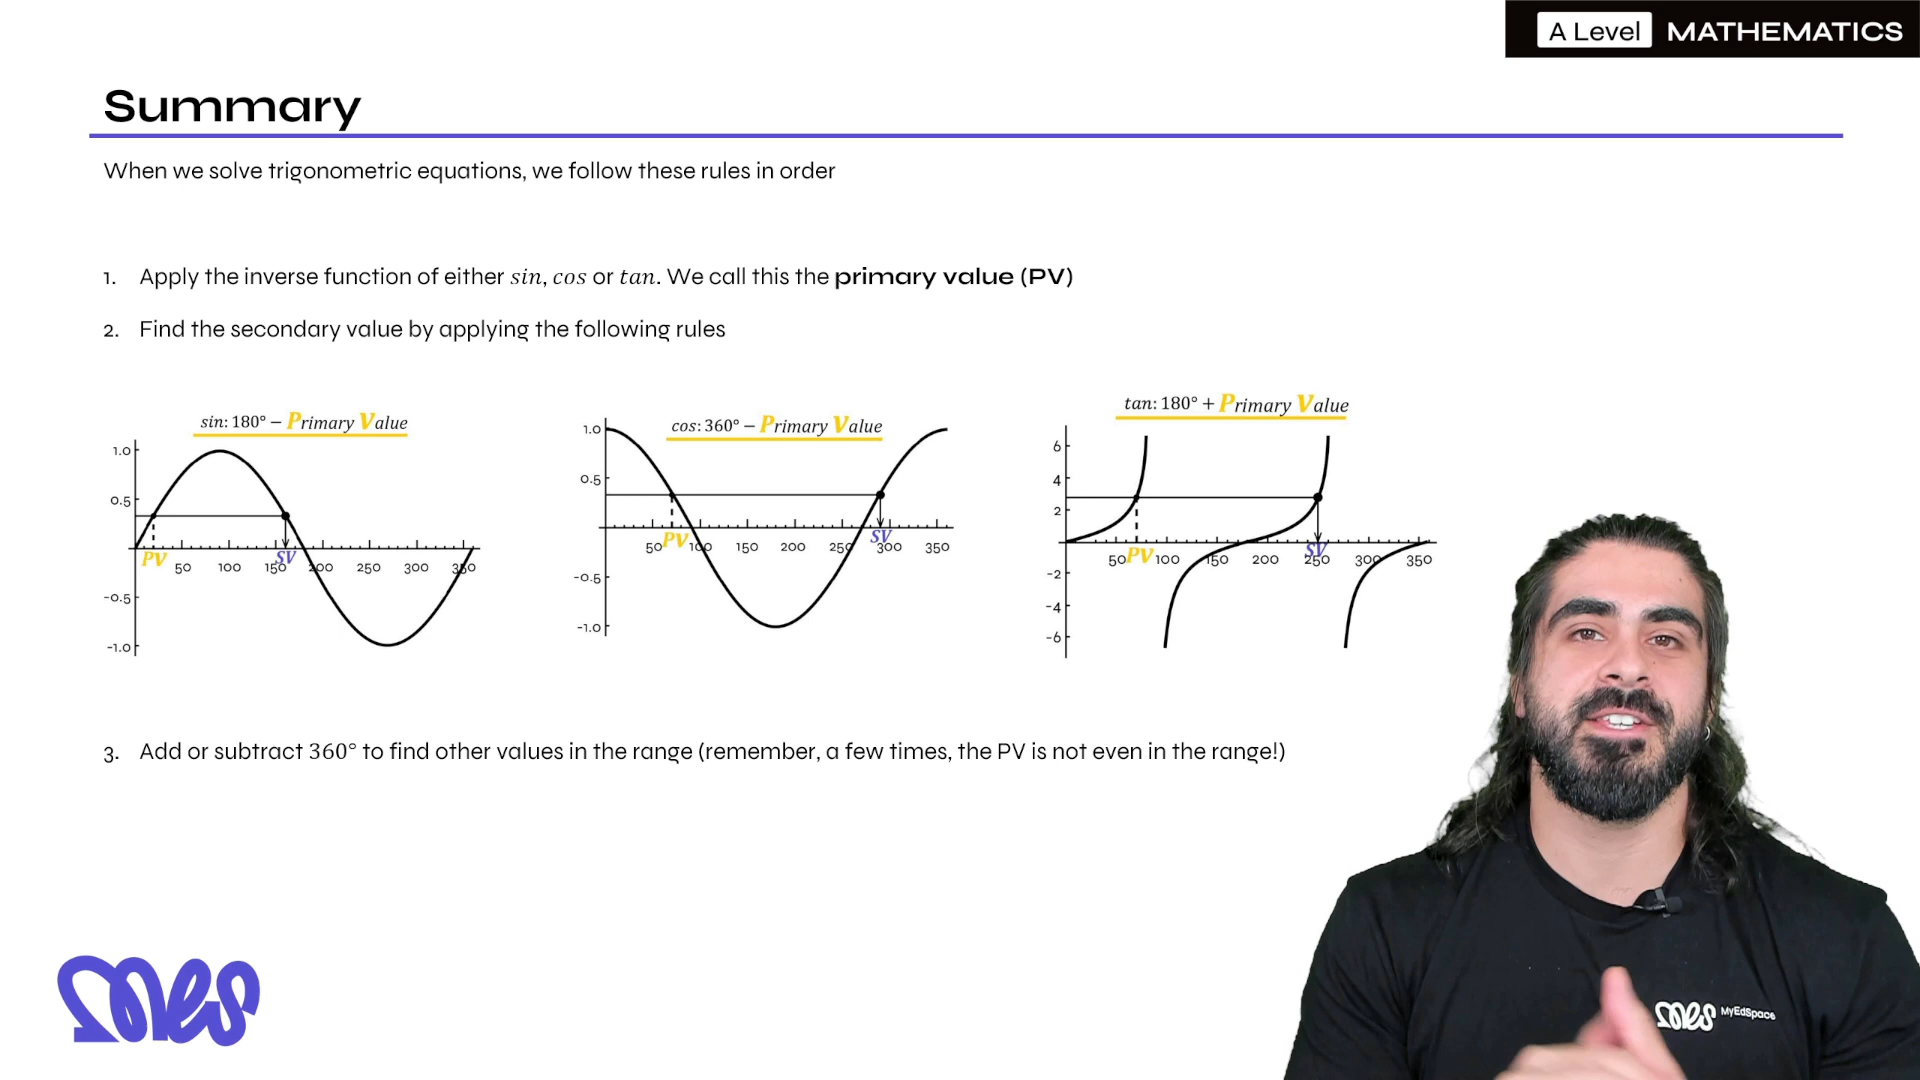 A Level MATHEMATICS
Summary
When we solve trigonometric equations, we follow these rules in order
1. Apply the inverse function of either sin, cos or tan. We call this the primary value (PV)
2. Find the secondary value by applying the following rules
sin: 180° − Primary Value
1.0
0.5
-0.5
-1.0
PV
SV
50 100 150 200 250 300 350
cos: 360° − Primary Value
1.0
0.5
-0.5
-1.0
PV
SV
50 100 150 200 250 300 350
tan: 180° + Primary Value
6
4
2
-2
-4
-6
PV
SV
50 100 150 200 250 300 350
3. Add or subtract 360° to find other values in the range (remember, a few times, the PV is not even in the range!)
mes
mes MyEdSpace